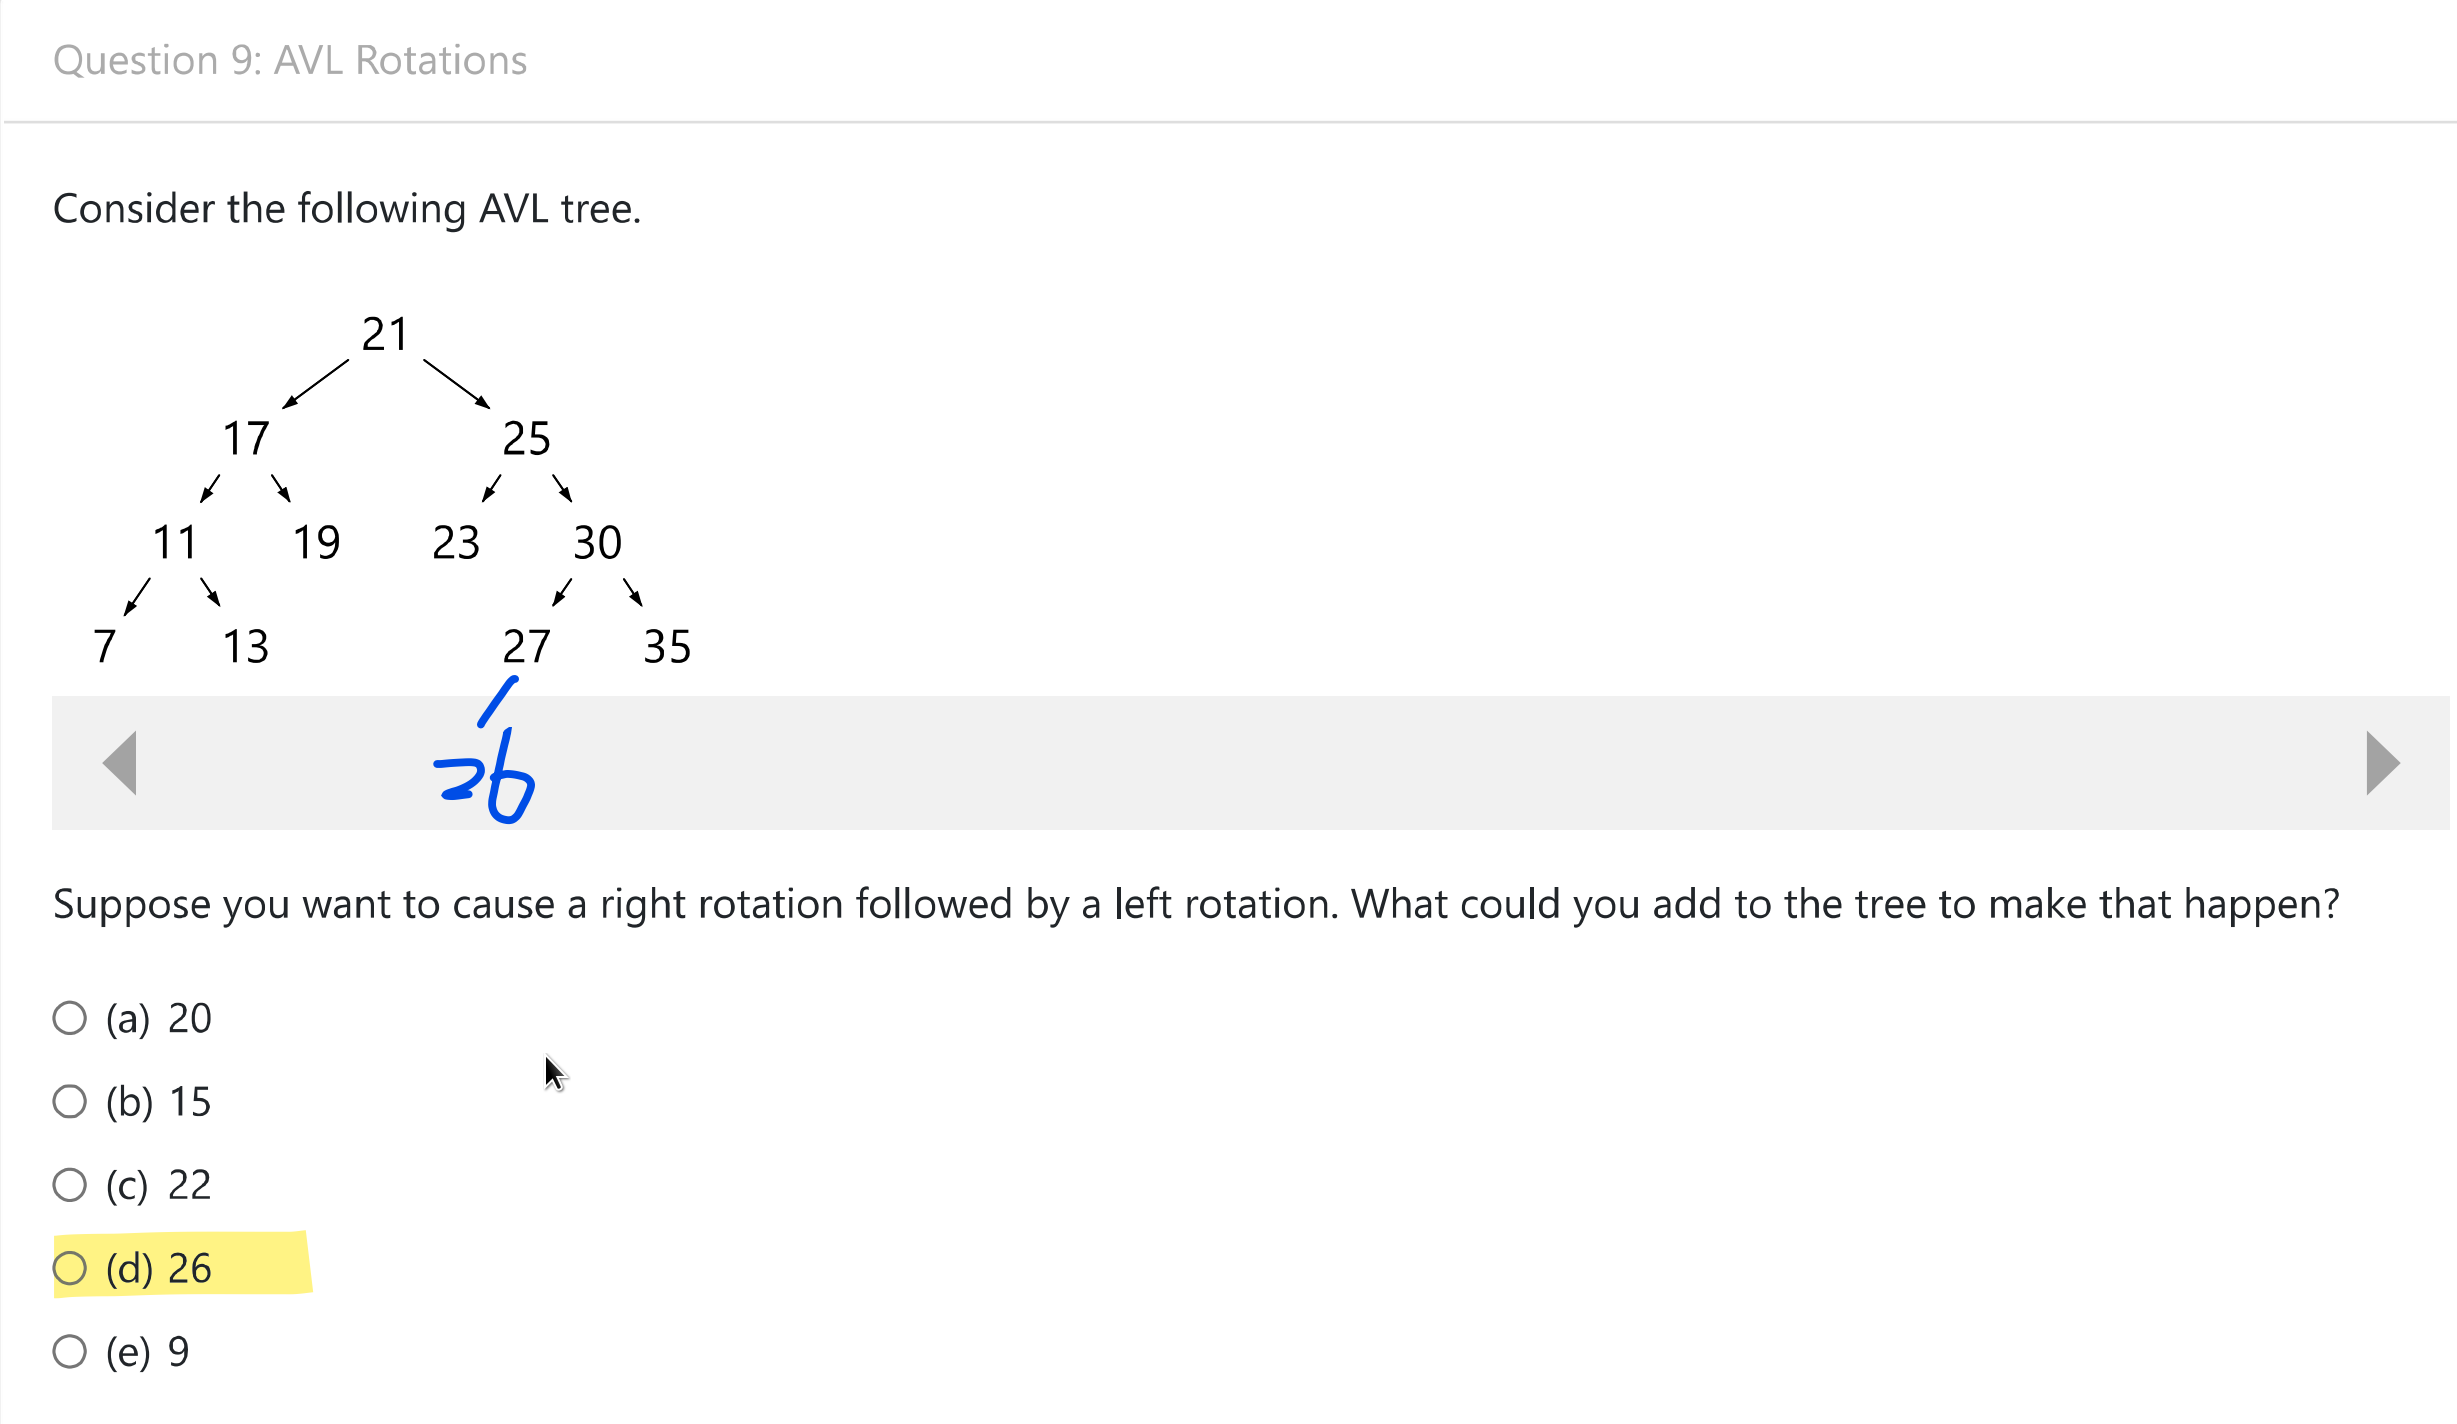 Question 9: AVL Rotations
Consider the following AVL tree.
21
17 25
11 19 23 30
7 13 27 35
26
Suppose you want to cause a right rotation followed by a left rotation. What could you add to the tree to make that happen?
(a) 20
(b) 15
(c) 22
(d) 26
(e) 9